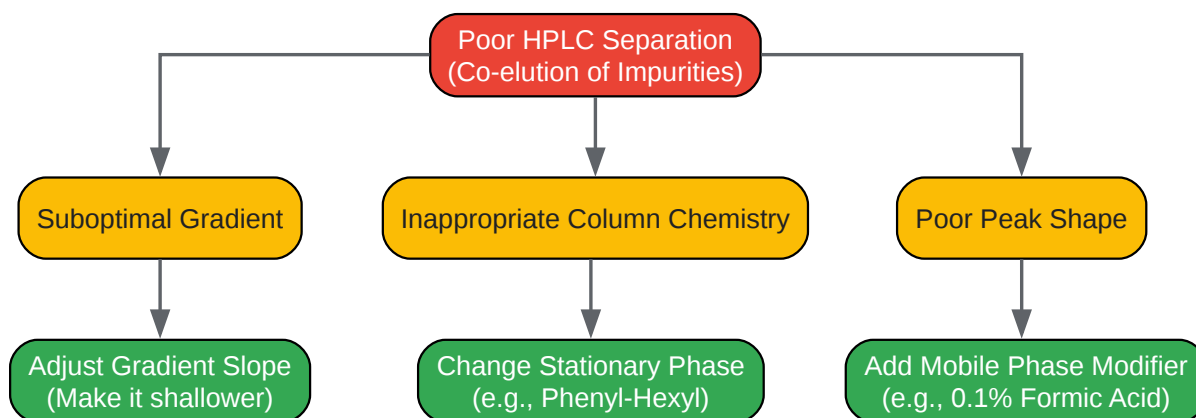 Poor HPLC Separation
(Co-elution of Impurities)
Suboptimal Gradient
Inappropriate Column Chemistry
Poor Peak Shape
Adjust Gradient Slope
(Make it shallower)
Change Stationary Phase
(e.g., Phenyl-Hexyl)
Add Mobile Phase Modifier
(e.g., 0.1% Formic Acid)